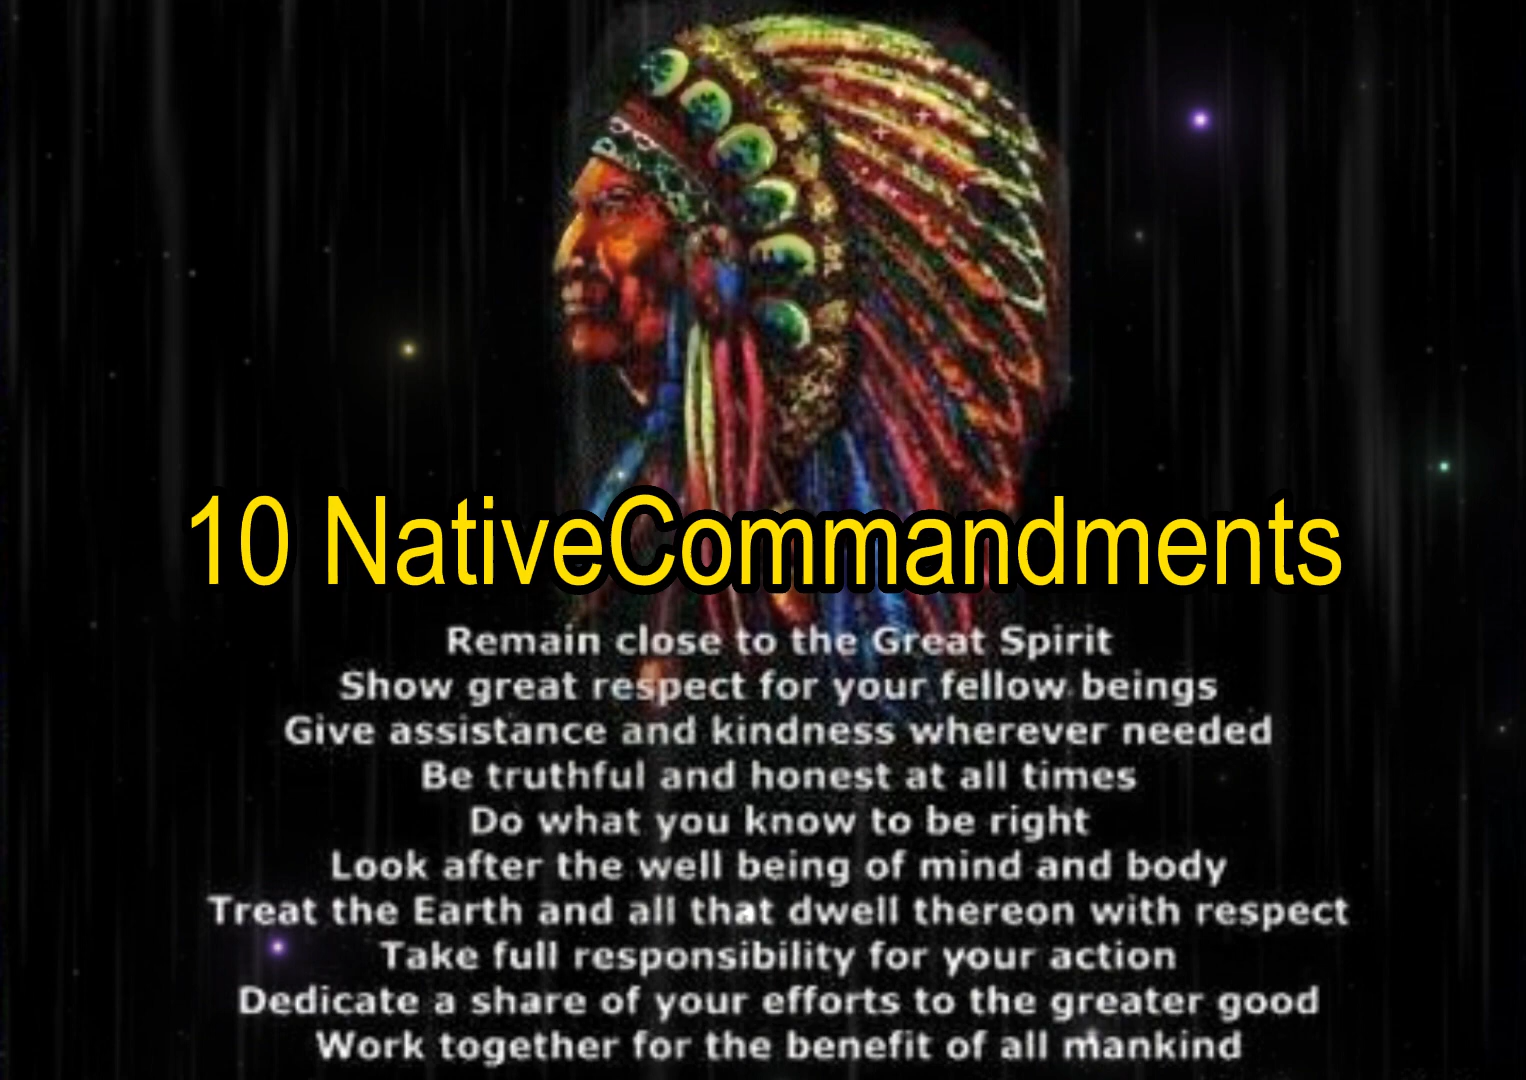 10 NativeCommandments
Remain close to the Great Spirit
Show great respect for your fellow beings
Give assistance and kindness wherever needed
Be truthful and honest at all times
Do what you know to be right
Look after the well being of mind and body
Treat the Earth and all that dwell thereon with respect
Take full responsibility for your action
Dedicate a share of your efforts to the greater good
Work together for the benefit of all mankind